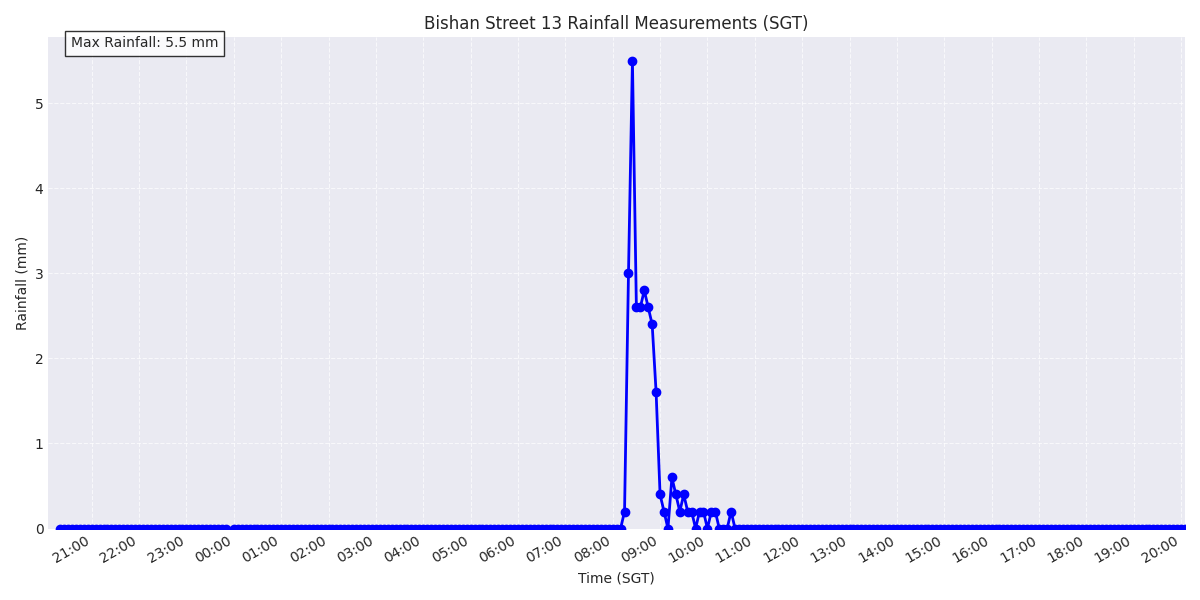 Bishan Street 13 Rainfall Measurements (SGT)
Max Rainfall: 5.5 mm
Rainfall (mm)
5
4
3
2
1
0
21:00 22:00 23:00 00:00 01:00 02:00 03:00 04:00 05:00 06:00 07:00 08:00 09:00 10:00 11:00 12:00 13:00 14:00 15:00 16:00 17:00 18:00 19:00 20:00
Time (SGT)